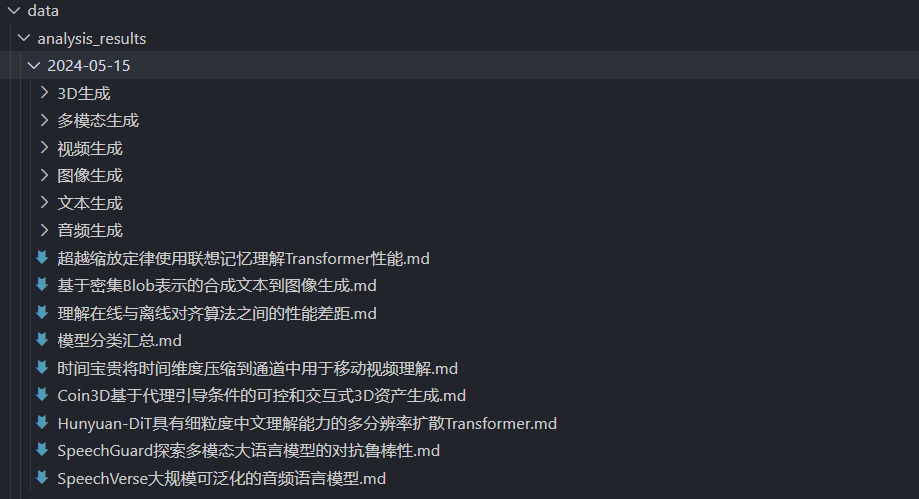 data
analysis_results
2024-05-15
3D生成
多模态生成
视频生成
图像生成
文本生成
音频生成
超越缩放定律使用联想记忆理解Transformer性能.md
基于密集Blob表示的合成文本到图像生成.md
理解在线与离线对齐算法之间的性能差距.md
模型分类汇总.md
时间宝贵将时间维度压缩到通道中用于移动视频理解.md
Coin3D基于代理引导条件的可控和交互式3D资产生成.md
Hunyuan-DiT具有细粒度中文理解能力的多分辨率扩散Transformer.md
SpeechGuard探索多模态大语言模型的对抗鲁棒性.md
SpeechVerse大规模可泛化的音频语言模型.md